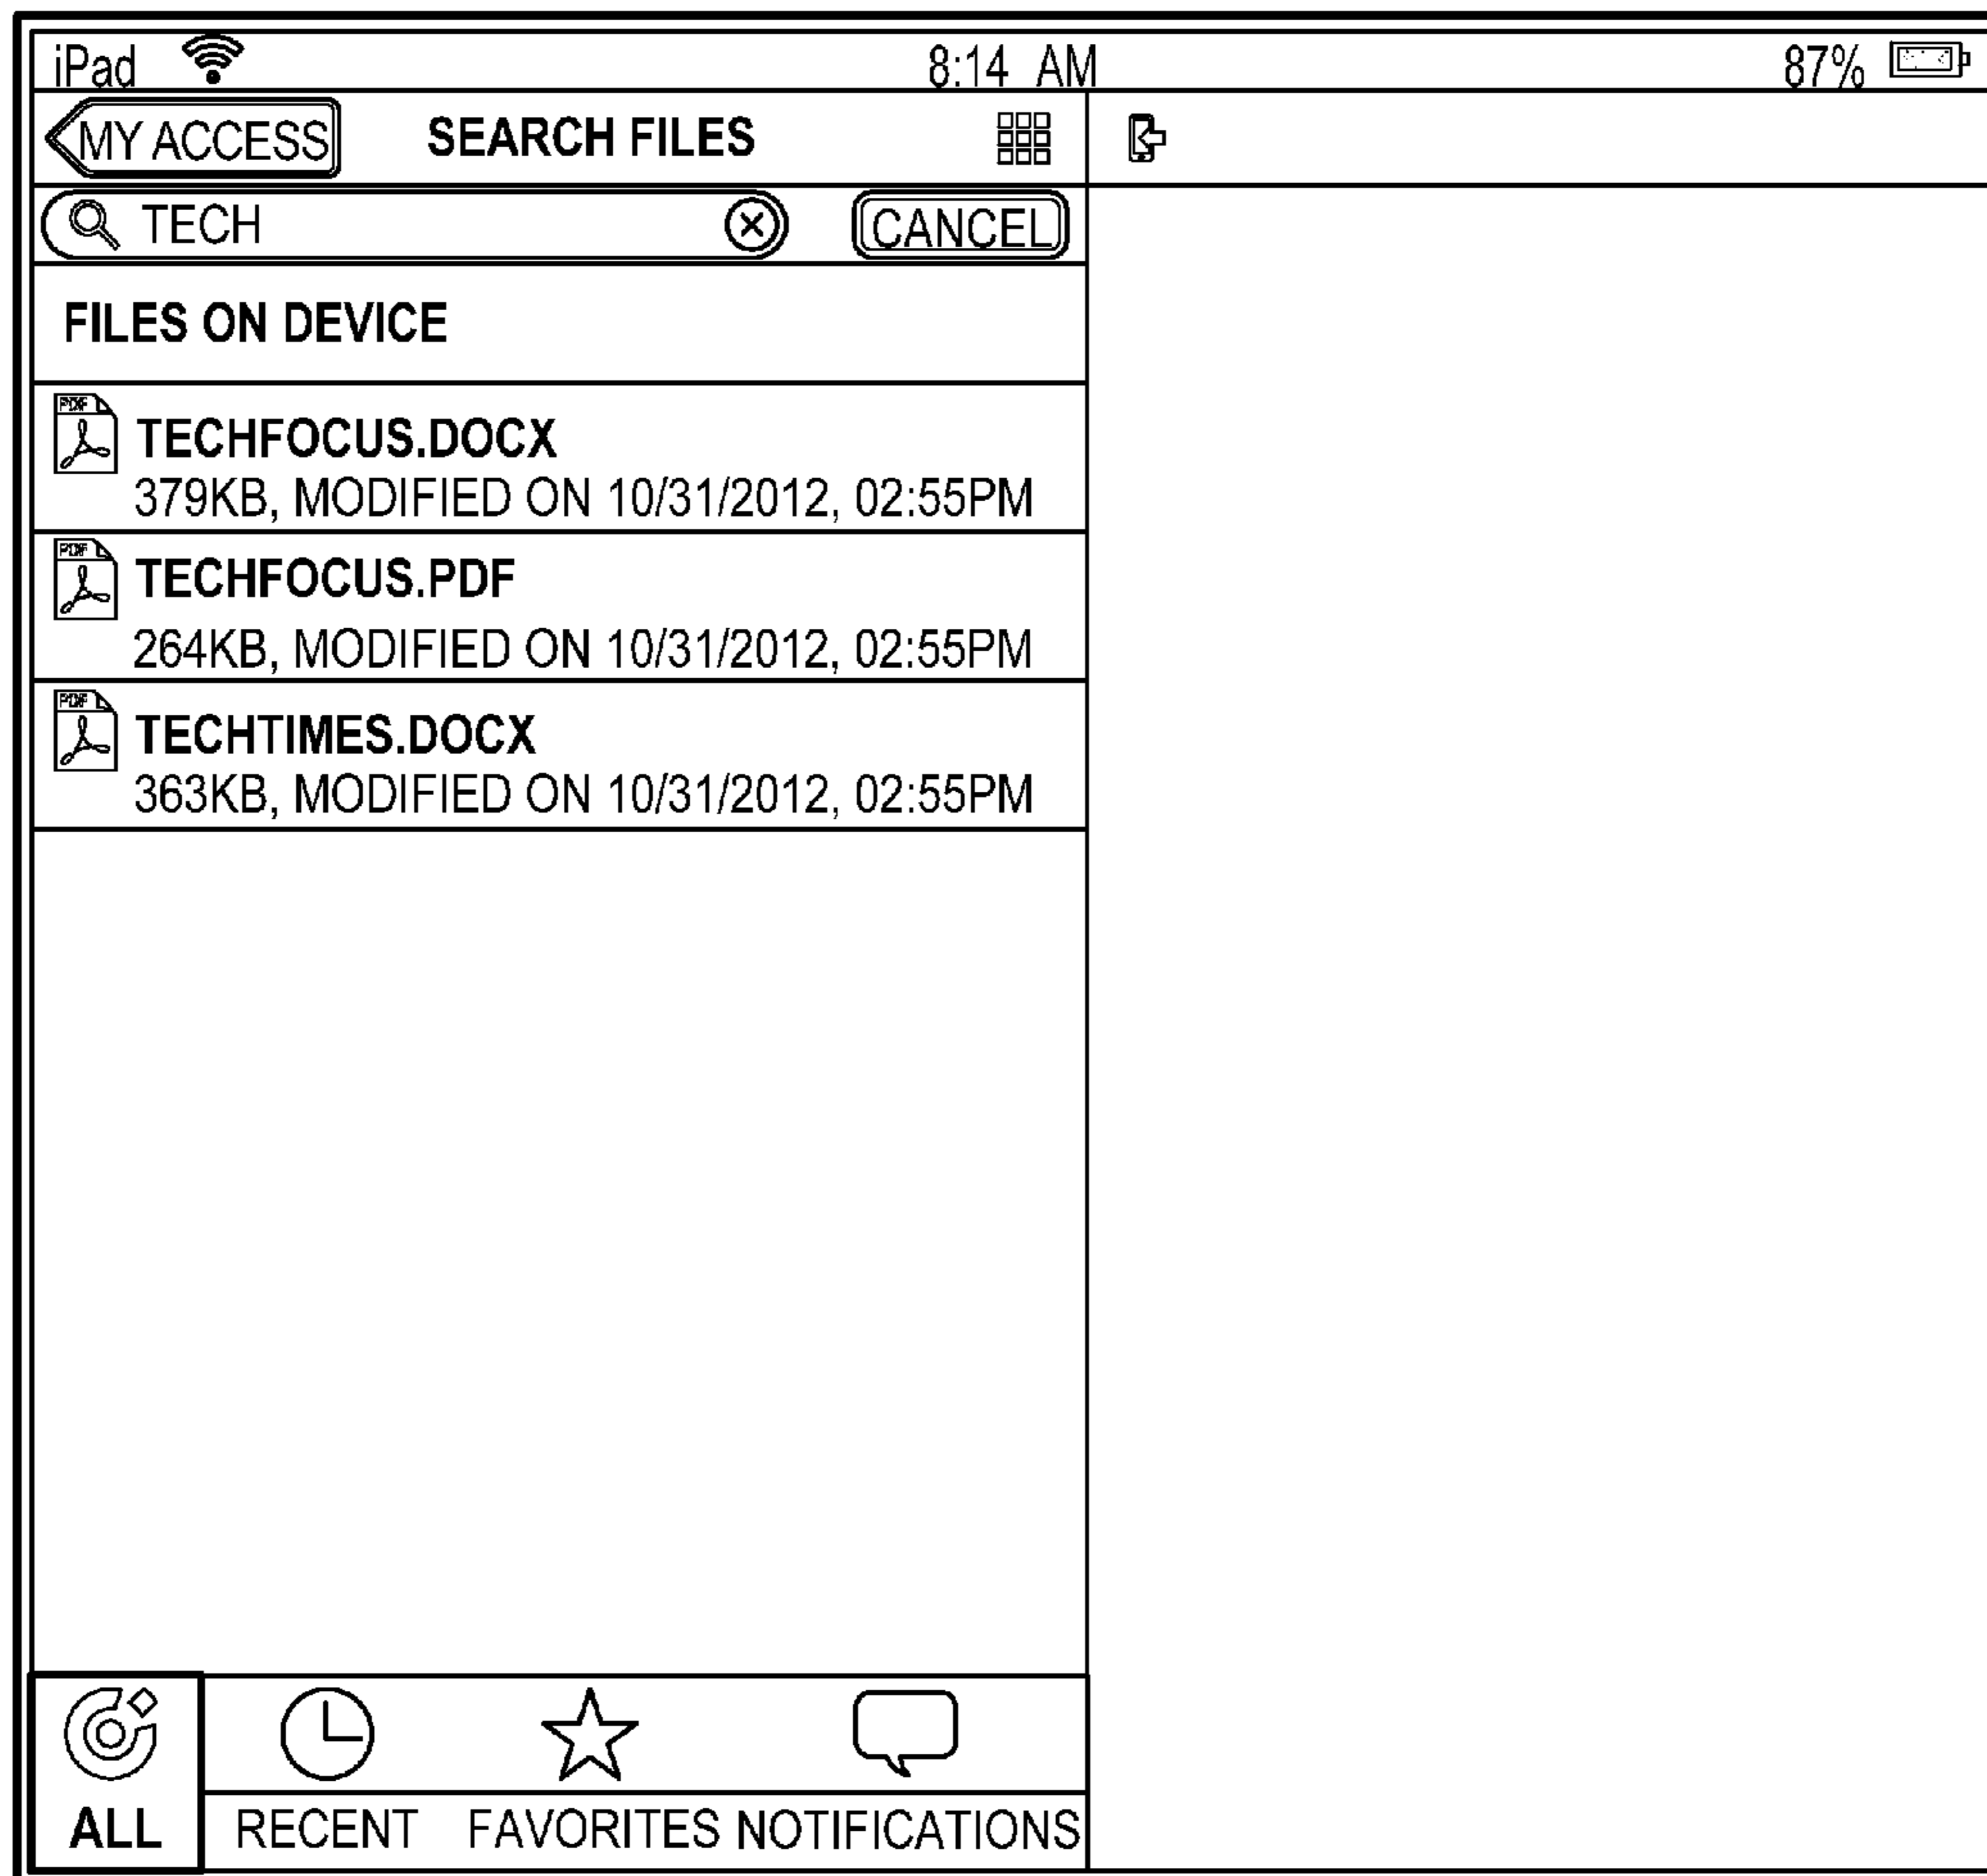 iPad 8:14 AM 87%
MY ACCESS SEARCH FILES
TECH CANCEL
FILES ON DEVICE
PDF
TECHFOCUS.DOCX
379KB, MODIFIED ON 10/31/2012, 02:55PM
PDF
TECHFOCUS.PDF
264KB, MODIFIED ON 10/31/2012, 02:55PM
PDF
TECHTIMES.DOCX
363KB, MODIFIED ON 10/31/2012, 02:55PM
ALL RECENT FAVORITES NOTIFICATIONS